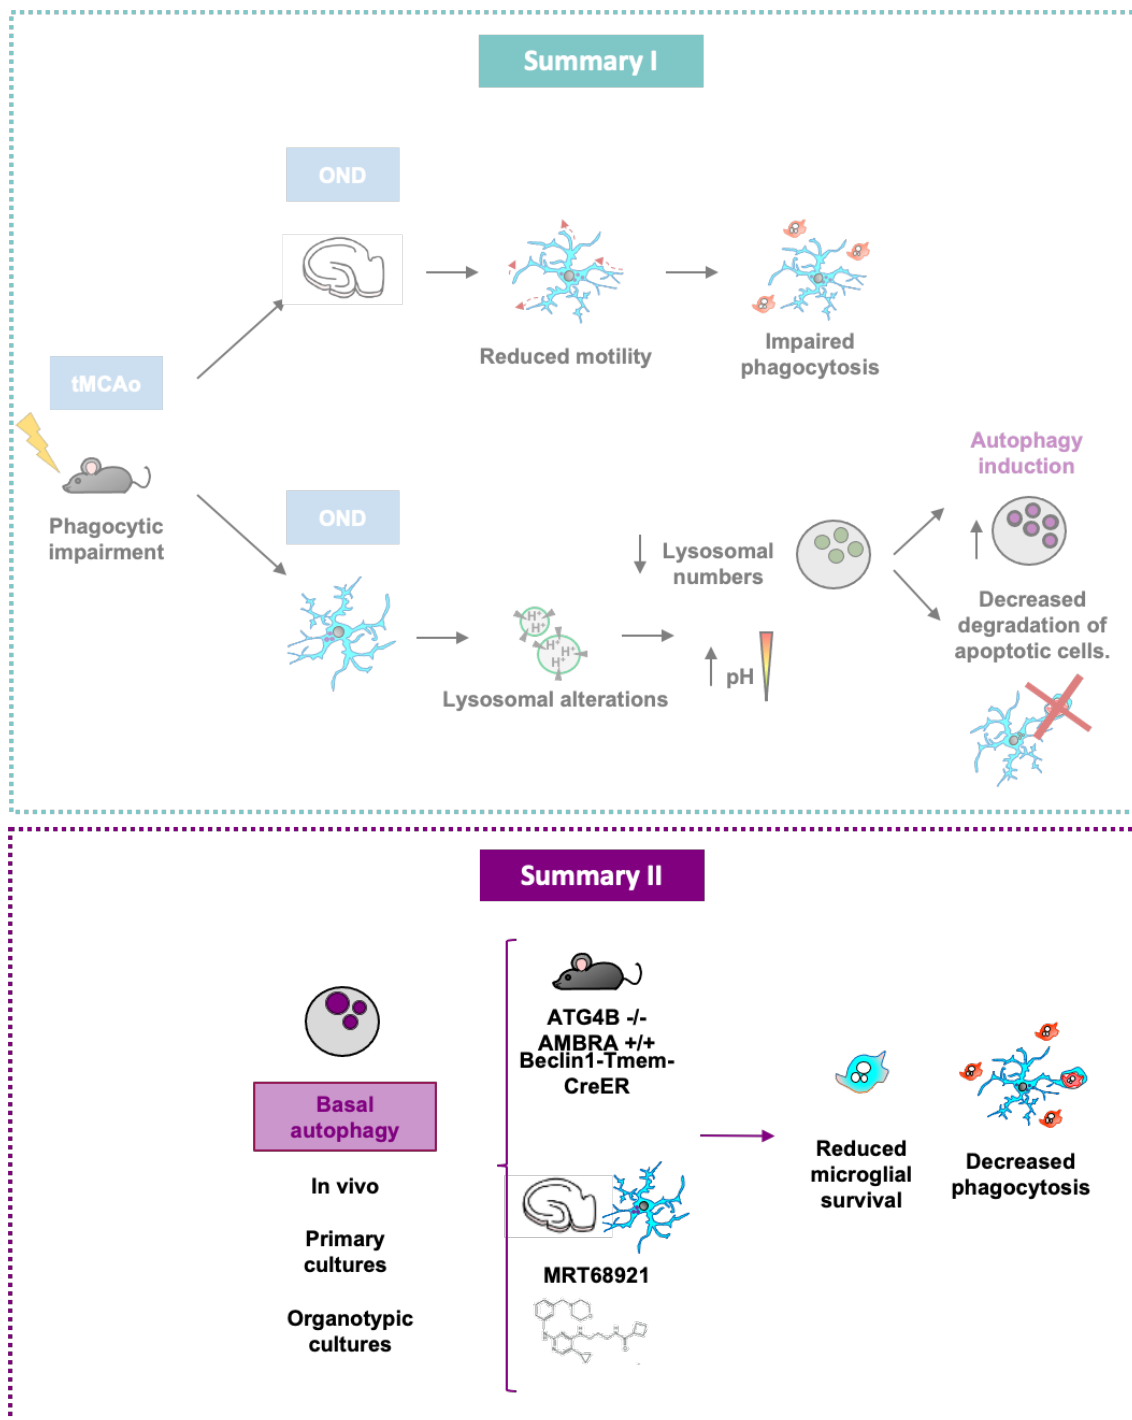 Summary I
OND
Reduced motility
Impaired
phagocytosis
tMCAo
Phagocytic
impairment
OND
Lysosomal alterations
H+
H+
H+
H+
H+
Lysosomal
numbers
pH
Autophagy
induction
Decreased
degradation of
apoptotic cells.
Summary II
Basal
autophagy
In vivo
Primary
cultures
Organotypic
cultures
ATG4B -/-
AMBRA +/+
Beclin1-Tmem-
CreER
MRT68921
Reduced
microglial
survival
Decreased
phagocytosis